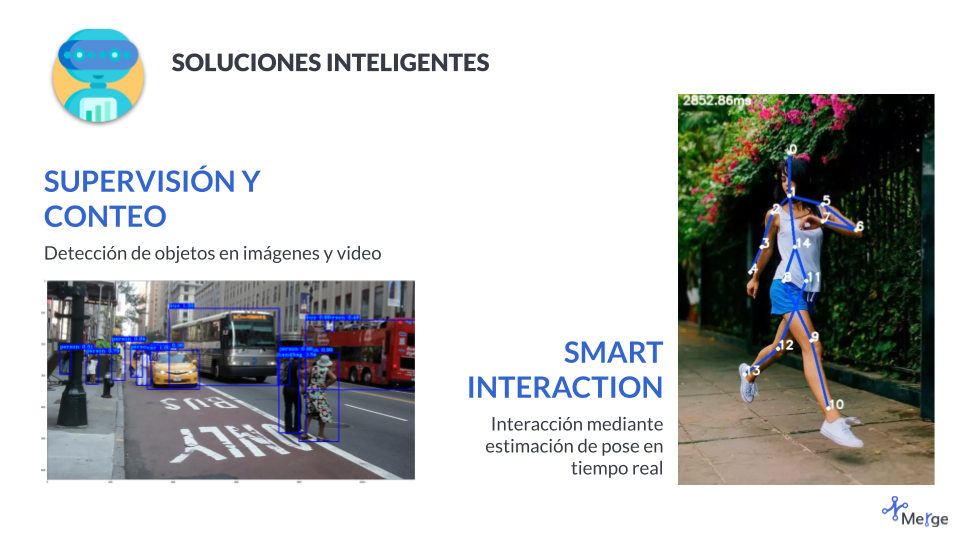 SOLUCIONES INTELIGENTES
SUPERVISIÓN Y
CONTEO
Detección de objetos en imágenes y video
BUS
ONLY
SMART
INTERACTION
Interacción mediante
estimación de pose en
tiempo real
2852.86ms
0
1
2
5
7
6
3
14
4
8
11
9
12
13
10
Merge